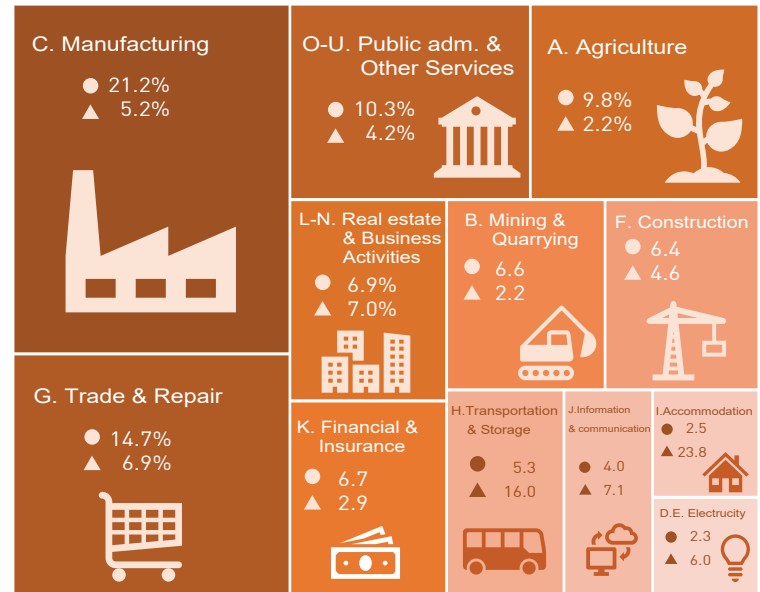 C. Manufacturing
● 21.2%
▲ 5.2%
O-U. Public adm. &
Other Services
● 10.3%
▲ 4.2%
A. Agriculture
● 9.8%
▲ 2.2%
L-N. Real estate
& Business
Activities
● 6.9%
▲ 7.0%
B. Mining &
Quarrying
● 6.6
▲ 2.2
F. Construction
● 6.4
▲ 4.6
G. Trade & Repair
● 14.7%
▲ 6.9%
K. Financial &
Insurance
● 6.7
▲ 2.9
H.Transportation
& Storage
● 5.3
▲ 16.0
J.Information
& communication
● 4.0
▲ 7.1
I.Accommodation
● 2.5
▲ 23.8
D.E. Electrucity
● 2.3
▲ 6.0